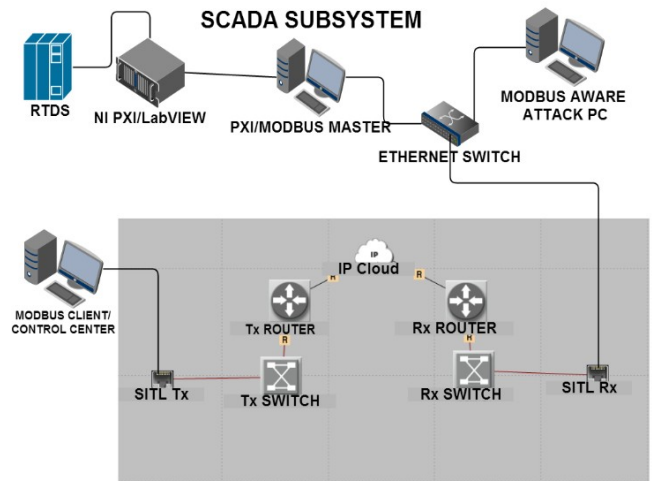 SCADA SUBSYSTEM
RTDS
NI PXI/LabVIEW
PXI/MODBUS MASTER
MODBUS AWARE
ATTACK PC
ETHERNET SWITCH
IP
IP Cloud
R
R
MODBUS CLIENT/
CONTROL CENTER
Tx ROUTER
Rx ROUTER
R
R
SITL Tx
Tx SWITCH
Rx SWITCH
SITL Rx